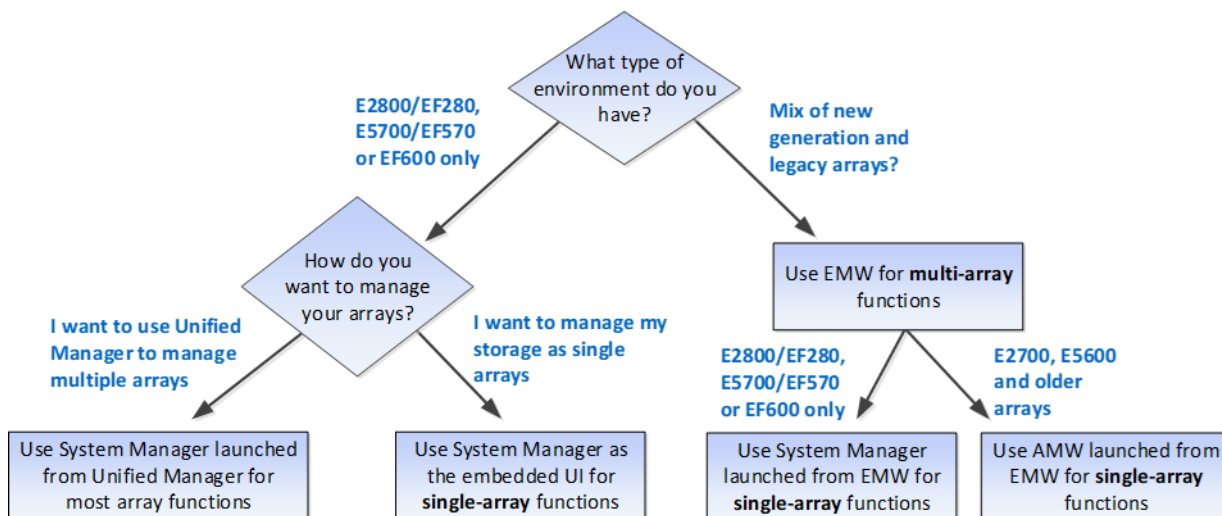 What type of
environment do you
have?
E2800/EF280,
E5700/EF570
or EF600 only
Mix of new
generation and
legacy arrays?
How do you
want to manage
your arrays?
Use EMW for multi-array
functions
I want to use Unified
Manager to manage
multiple arrays
I want to manage my
storage as single
arrays
E2800/EF280,
E5700/EF570
or EF600 only
E2700, E5600
and older
arrays
Use System Manager launched
from Unified Manager for
most array functions
Use System Manager as
the embedded UI for
single-array functions
Use System Manager
launched from EMW for
single-array functions
Use AMW launched from
EMW for single-array
functions